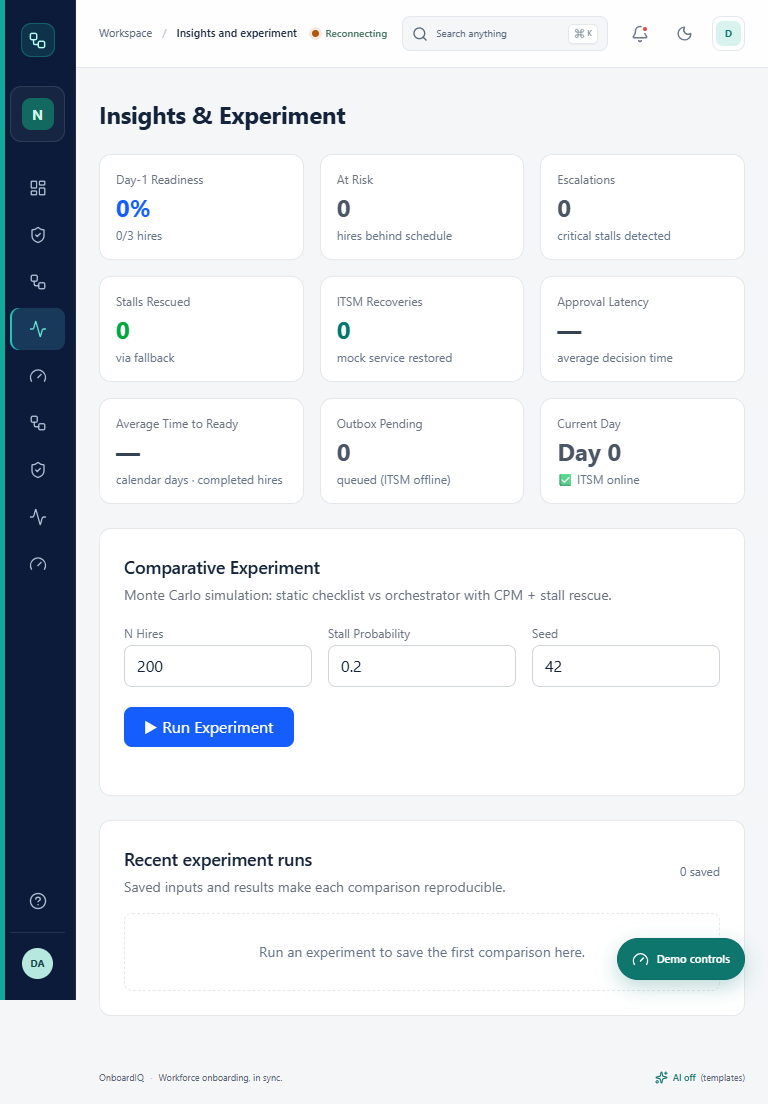 Workspace / Insights and experiment Reconnecting Search anything ⌘ K D
N
Insights & Experiment
Day-1 Readiness
0%
0/3 hires
At Risk
0
hires behind schedule
Escalations
0
critical stalls detected
Stalls Rescued
0
via fallback
ITSM Recoveries
0
mock service restored
Approval Latency
—
average decision time
Average Time to Ready
—
calendar days · completed hires
Outbox Pending
0
queued (ITSM offline)
Current Day
Day 0
✅ ITSM online
Comparative Experiment
Monte Carlo simulation: static checklist vs orchestrator with CPM + stall rescue.
N Hires
200
Stall Probability
0.2
Seed
42
▶ Run Experiment
Recent experiment runs
Saved inputs and results make each comparison reproducible.
0 saved
Run an experiment to save the first comparison here.
Demo controls
DA
OnboardIQ · Workforce onboarding, in sync.
AI off (templates)